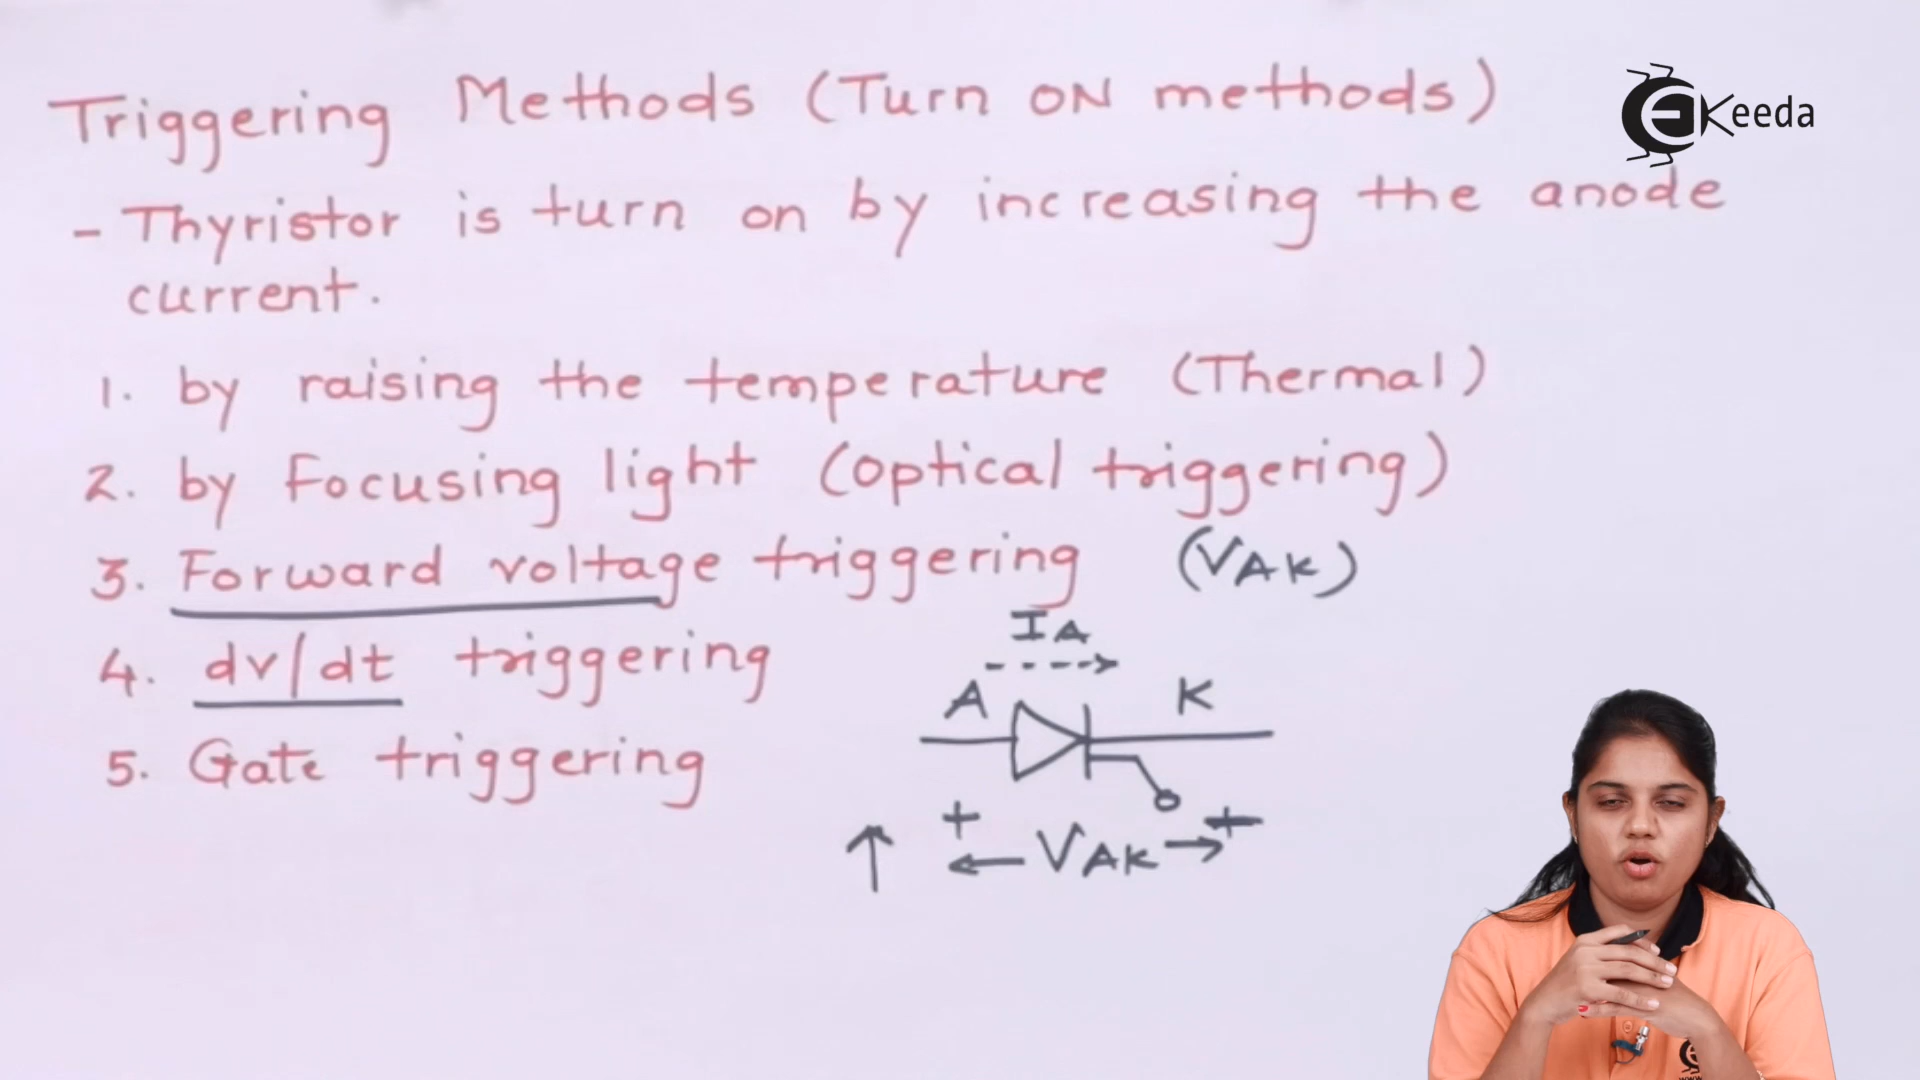 Triggering Methods (Turn ON methods)
Keeda
- Thyristor is turn on by increasing the anode
current.
1. by raising the temperature (Thermal)
2. by Focusing light (optical triggering)
3. Forward voltage triggering (VAK)
4. dv/dt triggering
5. Gate triggering
IA
A K
+ +
↑ ← VAK →